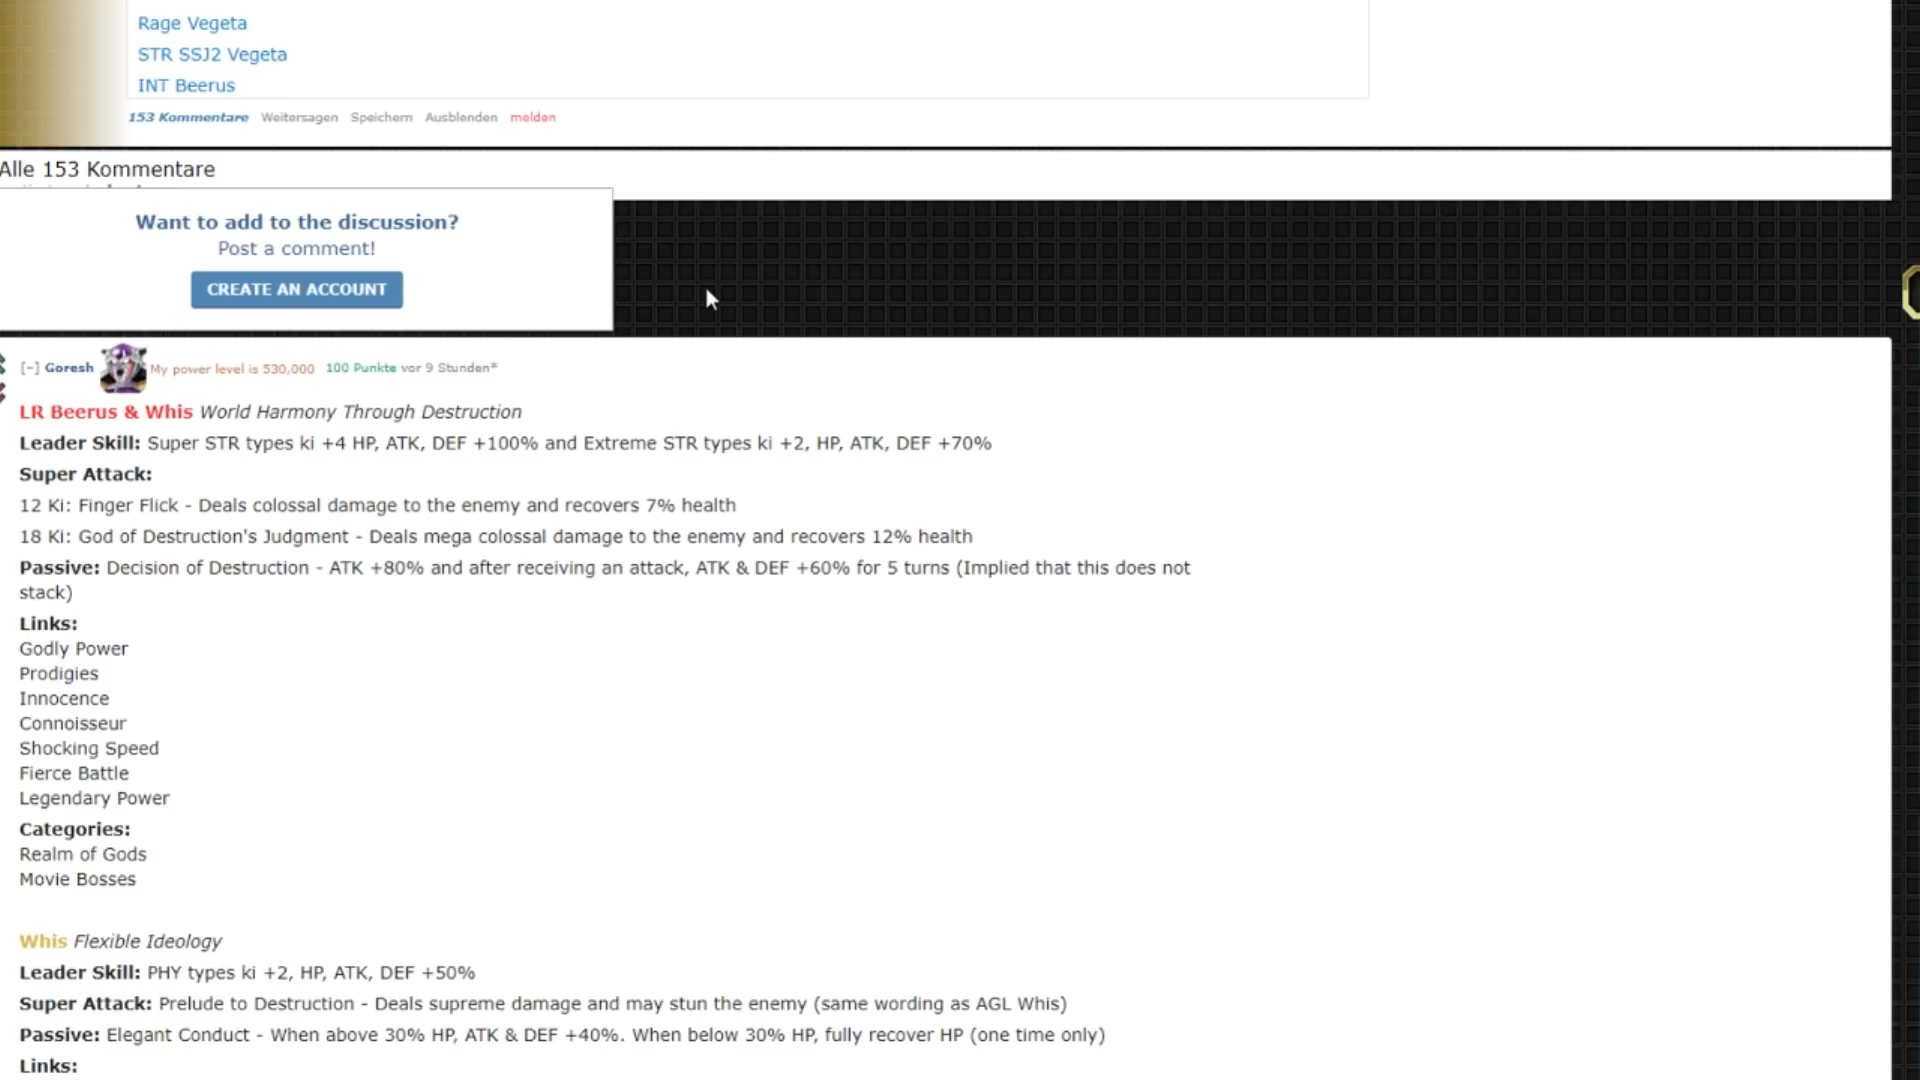 Rage Vegeta
STR SSJ2 Vegeta
INT Beerus
153 Kommentare Weitersagen Speichern Ausblenden melden
Alle 153 Kommentare
Want to add to the discussion?
Post a comment!
CREATE AN ACCOUNT
[-] Goresh My power level is 530,000 100 Punkte vor 9 Stunden*
LR Beerus & Whis World Harmony Through Destruction
Leader Skill: Super STR types ki +4 HP, ATK, DEF +100% and Extreme STR types ki +2, HP, ATK, DEF +70%
Super Attack:
12 Ki: Finger Flick - Deals colossal damage to the enemy and recovers 7% health
18 Ki: God of Destruction's Judgment - Deals mega colossal damage to the enemy and recovers 12% health
Passive: Decision of Destruction - ATK +80% and after receiving an attack, ATK & DEF +60% for 5 turns (Implied that this does not
stack)
Links:
Godly Power
Prodigies
Innocence
Connoisseur
Shocking Speed
Fierce Battle
Legendary Power
Categories:
Realm of Gods
Movie Bosses
Whis Flexible Ideology
Leader Skill: PHY types ki +2, HP, ATK, DEF +50%
Super Attack: Prelude to Destruction - Deals supreme damage and may stun the enemy (same wording as AGL Whis)
Passive: Elegant Conduct - When above 30% HP, ATK & DEF +40%. When below 30% HP, fully recover HP (one time only)
Links: